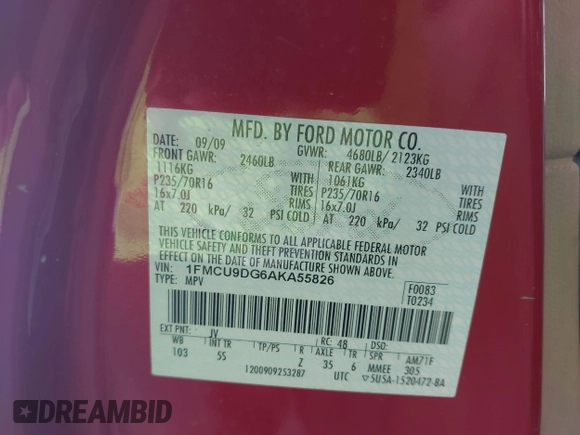 MFD. BY FORD MOTOR CO.
DATE: 09/09 GVWR: 4680LB/ 2123KG
FRONT GAWR: 2460LB REAR GAWR: 2340LB
1116KG WITH 1061KG WITH
P235/70R16 TIRES P235/70R16 TIRES
16x7.0J RIMS 16x7.0J RIMS
AT 220 kPa/ 32 PSI COLD AT 220 kPa/ 32 PSI COLD
THIS VEHICLE CONFORMS TO ALL APPLICABLE FEDERAL MOTOR
VEHICLE SAFETY AND THEFT PREVENTION STANDARDS IN
EFFECT ON THE DATE OF MANUFACTURE SHOWN ABOVE.
VIN: 1FMCU9DG6AKA55826
TYPE: MPV
F0083
T0234
EXT PNT: JV RC: 48 DSO:
WB INT TR TP/PS R AXLE TR SPR AM71F
103 5S Z 35 6 MMEE 305
1200909253287 UTC ▽5U5A-1520472-BA
#DREAMBID